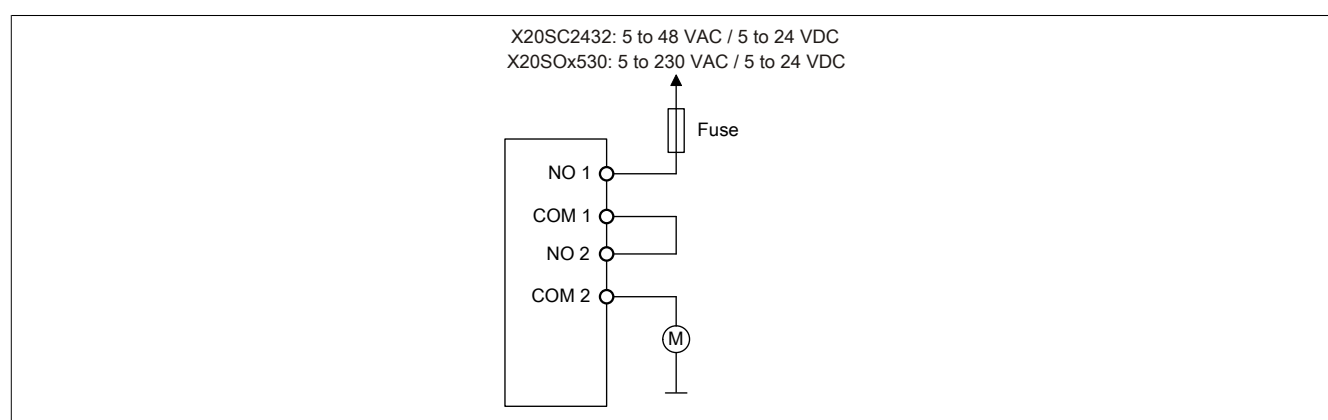 X20SC2432: 5 to 48 VAC / 5 to 24 VDC
X20SOx530: 5 to 230 VAC / 5 to 24 VDC
Fuse
NO 1
COM 1
NO 2
COM 2
M